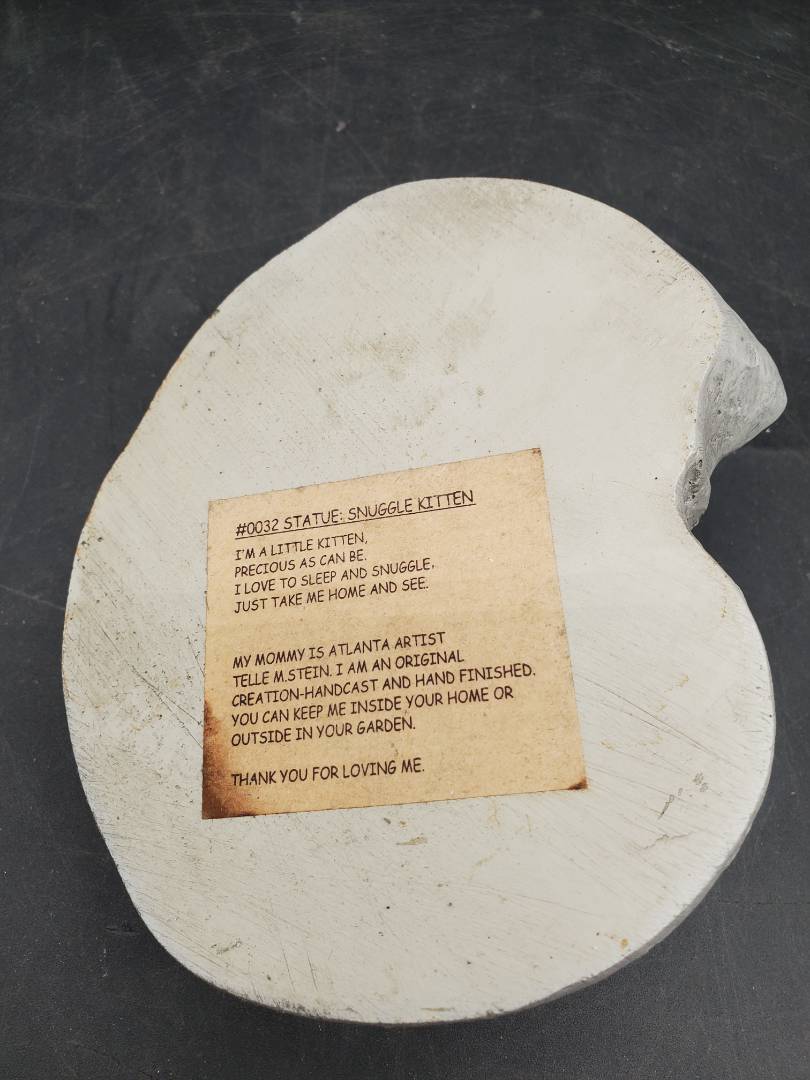 #0032 STATUE: SNUGGLE KITTEN
I'M A LITTLE KITTEN,
PRECIOUS AS CAN BE.
I LOVE TO SLEEP AND SNUGGLE,
JUST TAKE ME HOME AND SEE.
MY MOMMY IS ATLANTA ARTIST
TELLE M.STEIN. I AM AN ORIGINAL
CREATION-HANDCAST AND HAND FINISHED.
YOU CAN KEEP ME INSIDE YOUR HOME OR
OUTSIDE IN YOUR GARDEN.
THANK YOU FOR LOVING ME.